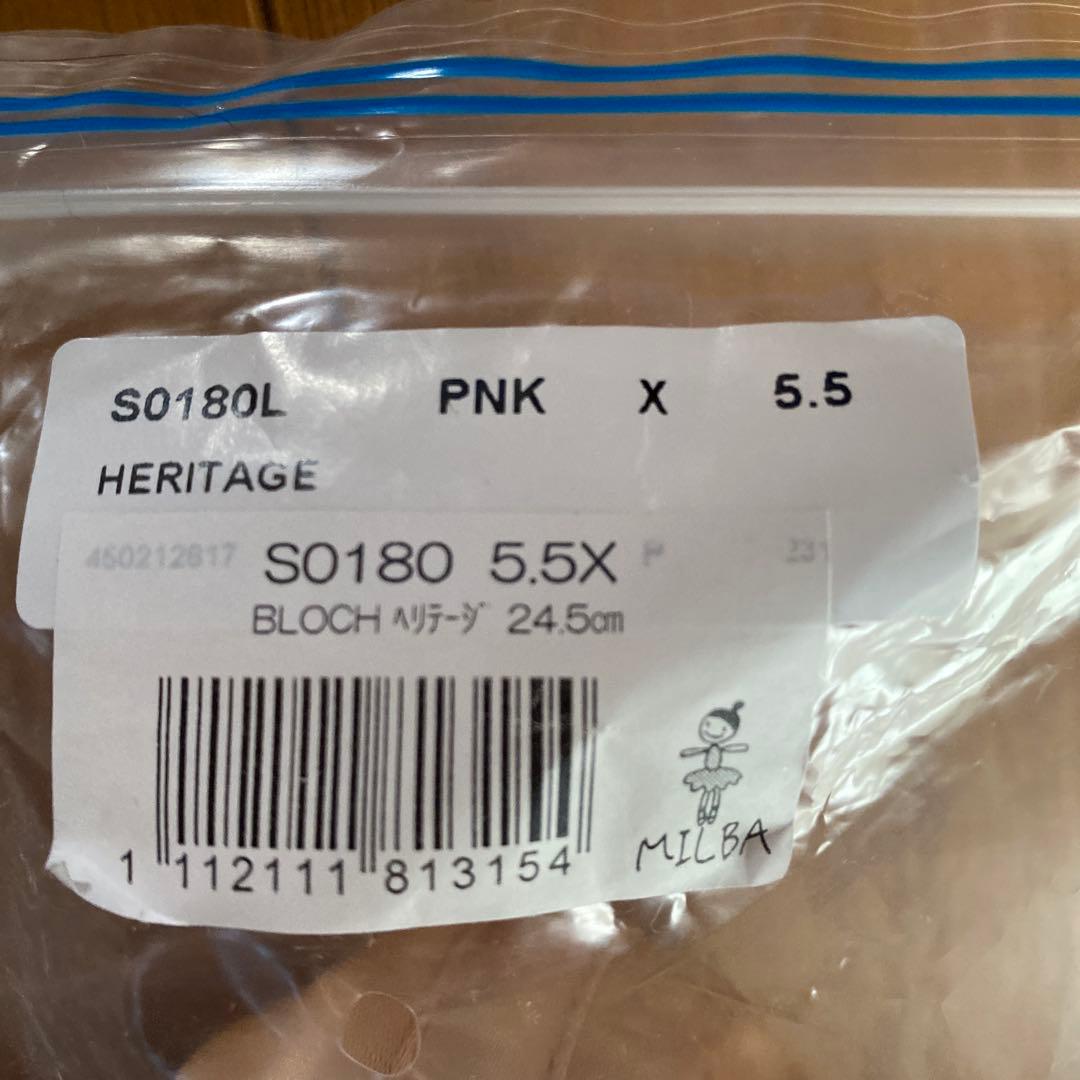 S0180L PNK X 5.5
HERITAGE
450212817 S0180 5.5X P 231
BLOCH ﾍﾘﾃｰｼﾞ 24.5㎝
1 112111 813154
MILBA